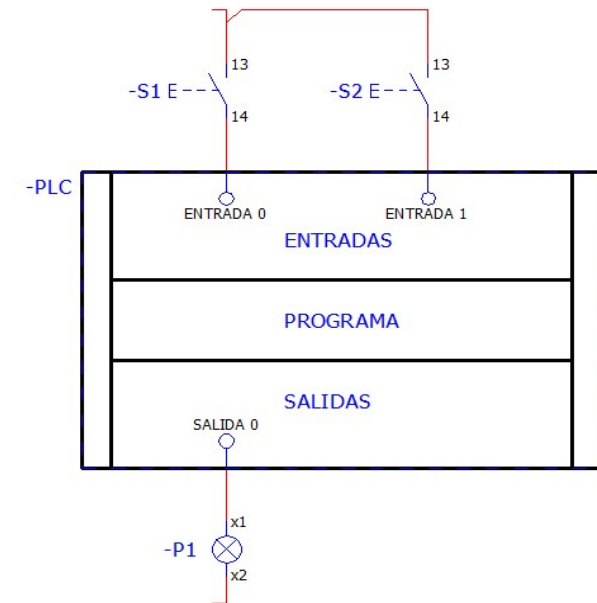 13 13
-S1 E -S2 E
14 14
-PLC
ENTRADA 0 ENTRADA 1
ENTRADAS
PROGRAMA
SALIDAS
SALIDA 0
x1
-P1
x2